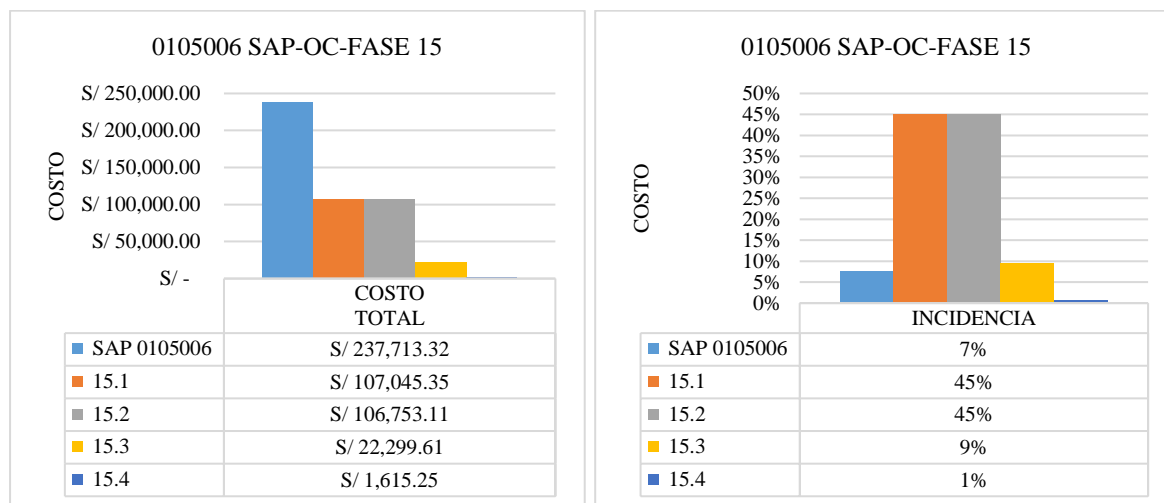 0105006 SAP-OC-FASE 15
COSTO
S/ 250,000.00
S/ 200,000.00
S/ 150,000.00
S/ 100,000.00
S/ 50,000.00
S/ -
COSTO
TOTAL
SAP 0105006 S/ 237,713.32
15.1 S/ 107,045.35
15.2 S/ 106,753.11
15.3 S/ 22,299.61
15.4 S/ 1,615.25
0105006 SAP-OC-FASE 15
COSTO
50%
45%
40%
35%
30%
25%
20%
15%
10%
5%
0%
INCIDENCIA
SAP 0105006 7%
15.1 45%
15.2 45%
15.3 9%
15.4 1%